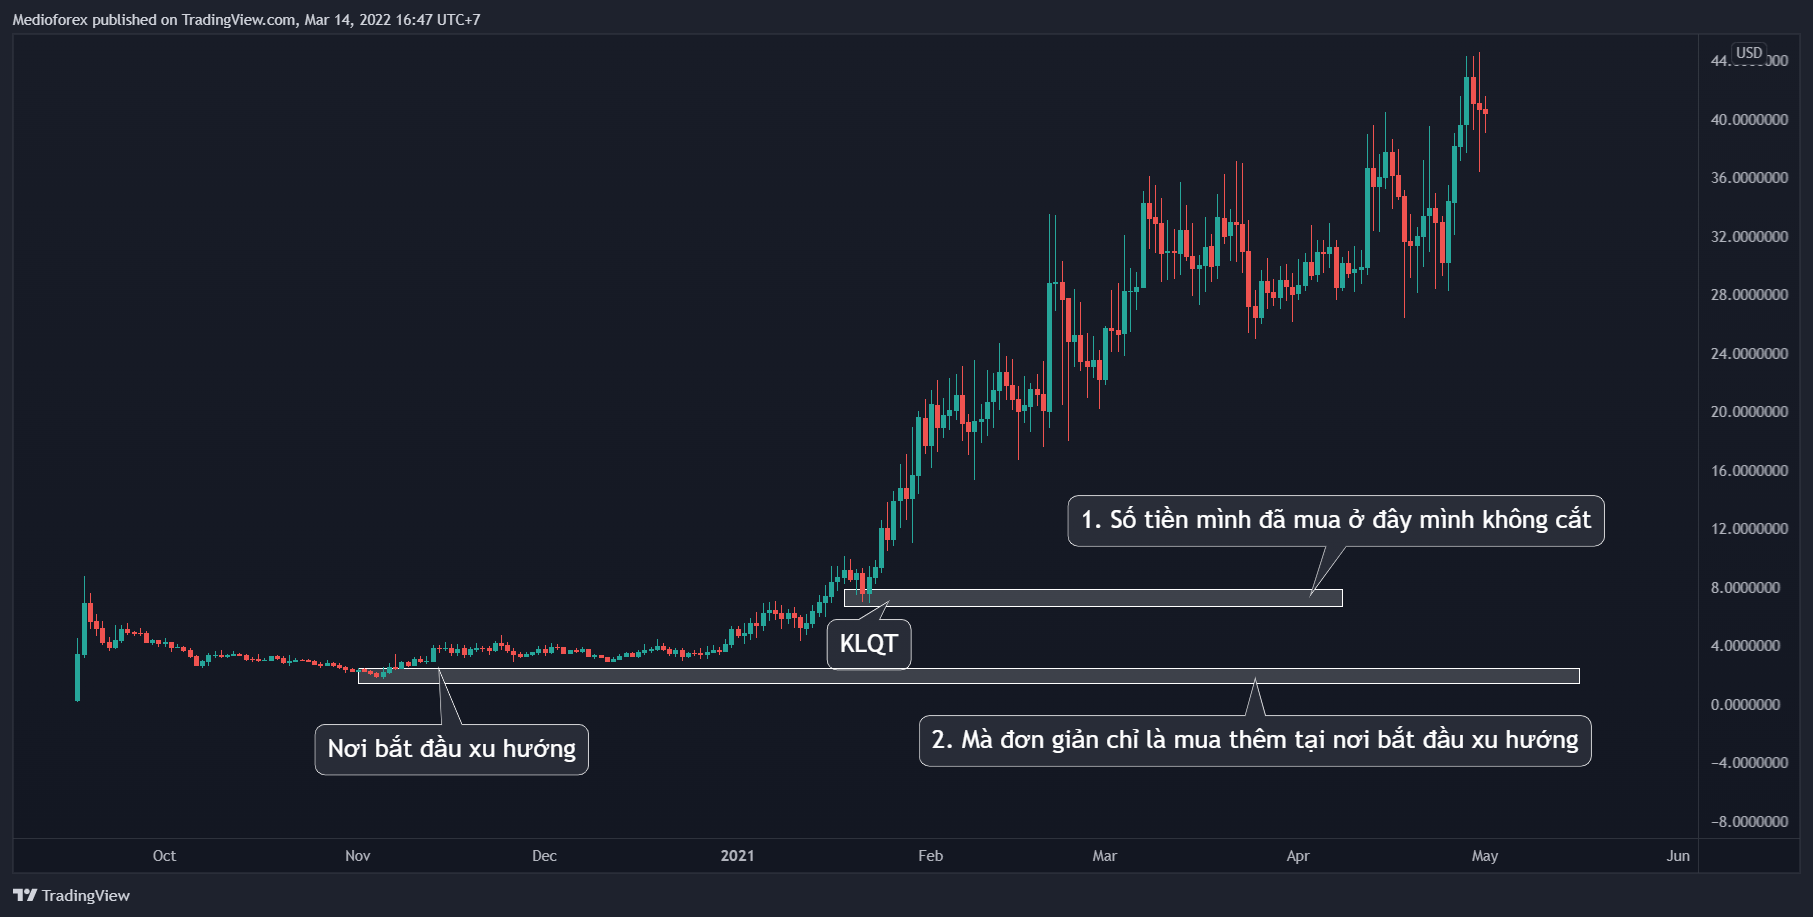 Medioforex published on TradingView.com, Mar 14, 2022 16:47 UTC+7
USD
40.0000000
36.0000000
32.0000000
28.0000000
24.0000000
20.0000000
16.0000000
1. Số tiền mình đã mua ở đây mình không cắt
12.0000000
8.0000000
KLQT
4.0000000
0.0000000
Nơi bắt đầu xu hướng
2. Mà đơn giản chỉ là mua thêm tại nơi bắt đầu xu hướng
−4.0000000
−8.0000000
Oct Nov Dec 2021 Feb Mar Apr May Jun
TradingView